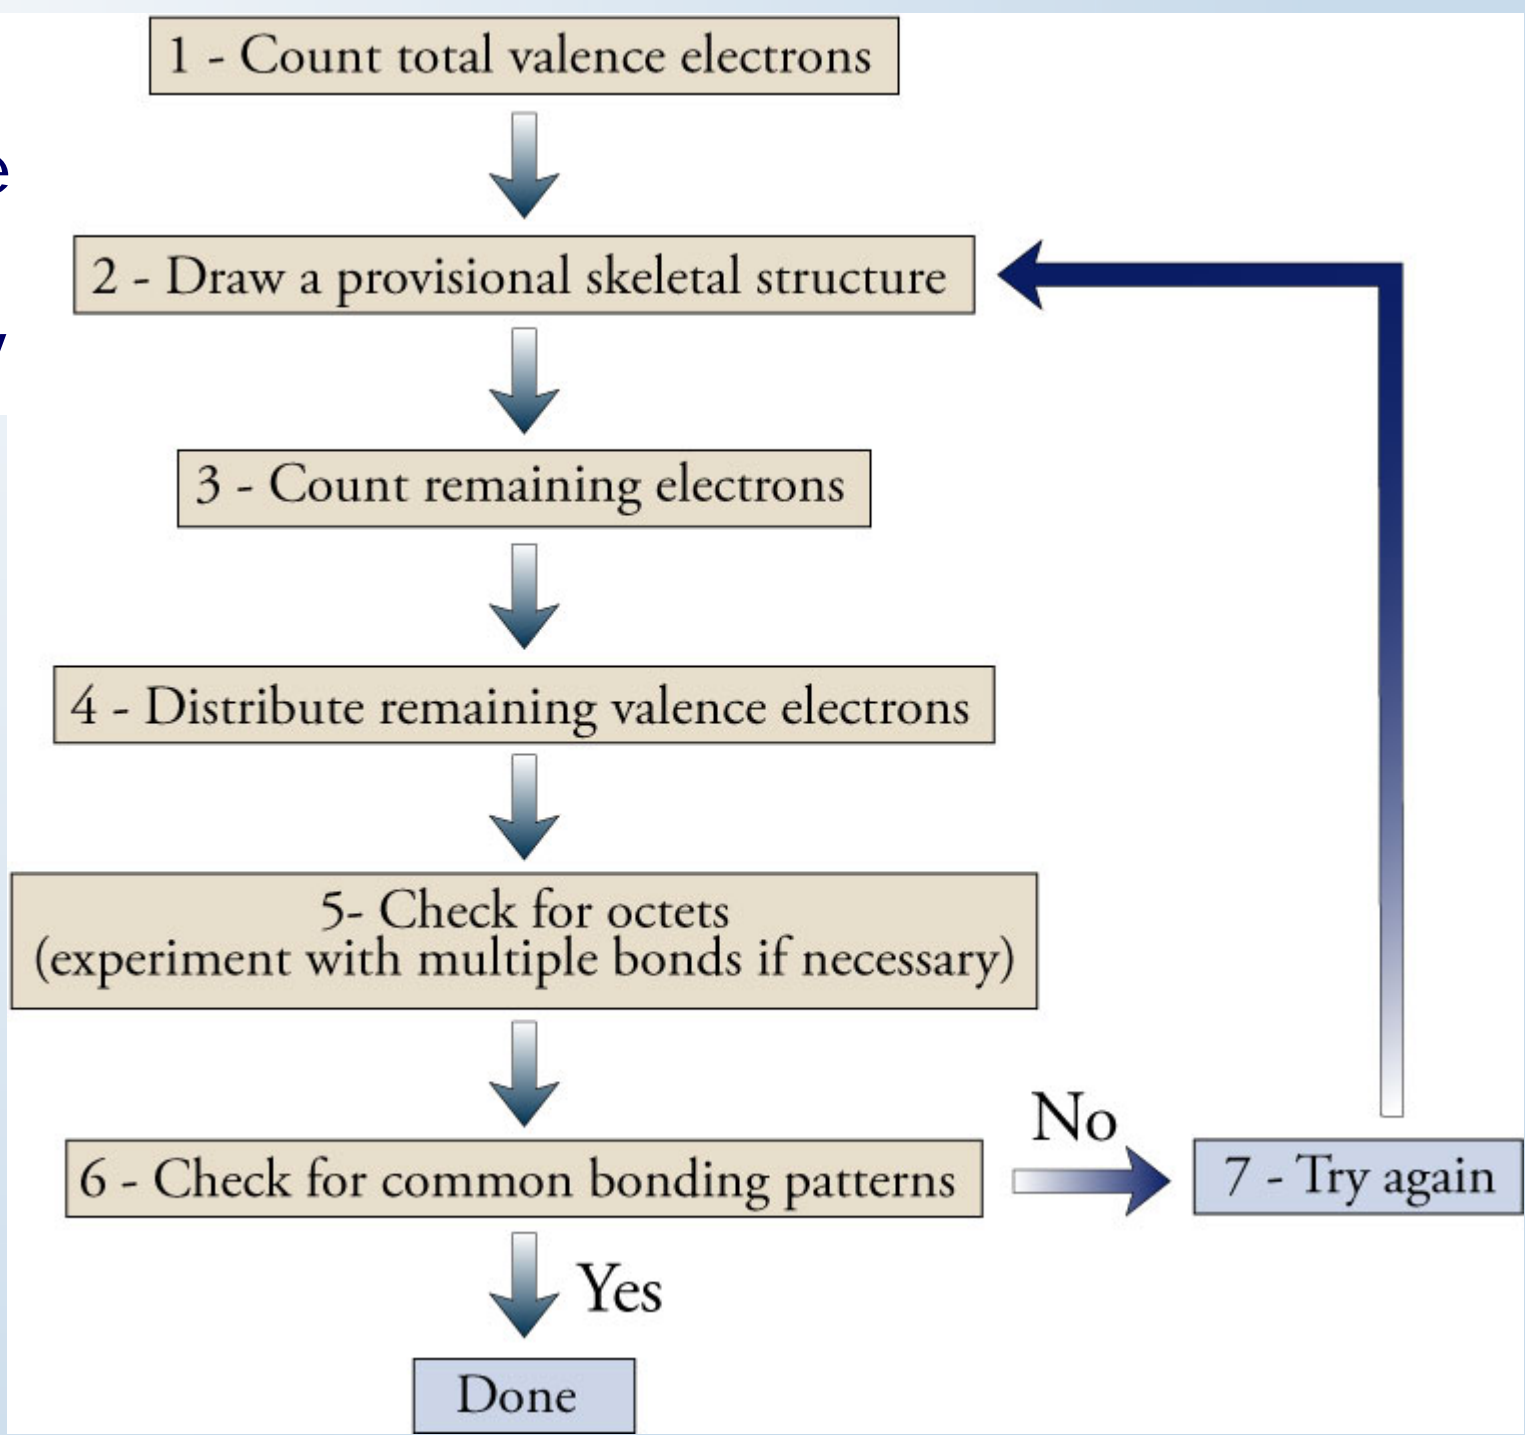 1 - Count total valence electrons
e
2 - Draw a provisional skeletal structure
y
3 - Count remaining electrons
4 - Distribute remaining valence electrons
5- Check for octets
(experiment with multiple bonds if necessary)
No
6 - Check for common bonding patterns
7 - Try again
Yes
Done